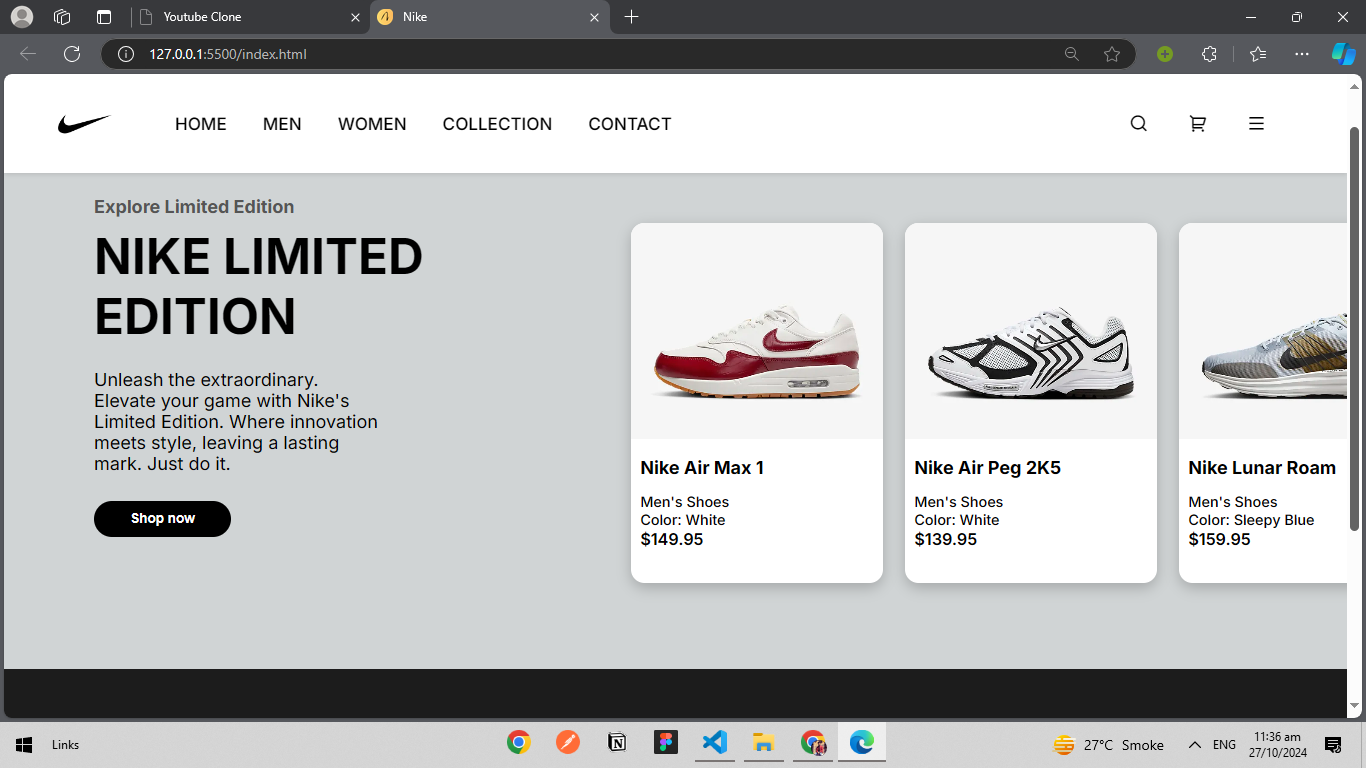 Youtube Clone
Nike
127.0.0.1:5500/index.html
HOME MEN WOMEN COLLECTION CONTACT
Explore Limited Edition
NIKE LIMITED
EDITION
Unleash the extraordinary.
Elevate your game with Nike's
Limited Edition. Where innovation
meets style, leaving a lasting
mark. Just do it.
Shop now
Nike Air Max 1
Men's Shoes
Color: White
$149.95
Nike Air Peg 2K5
Men's Shoes
Color: White
$139.95
Nike Lunar Roam
Men's Shoes
Color: Sleepy Blue
$159.95
Links
27°C Smoke
ENG
11:36 am
27/10/2024